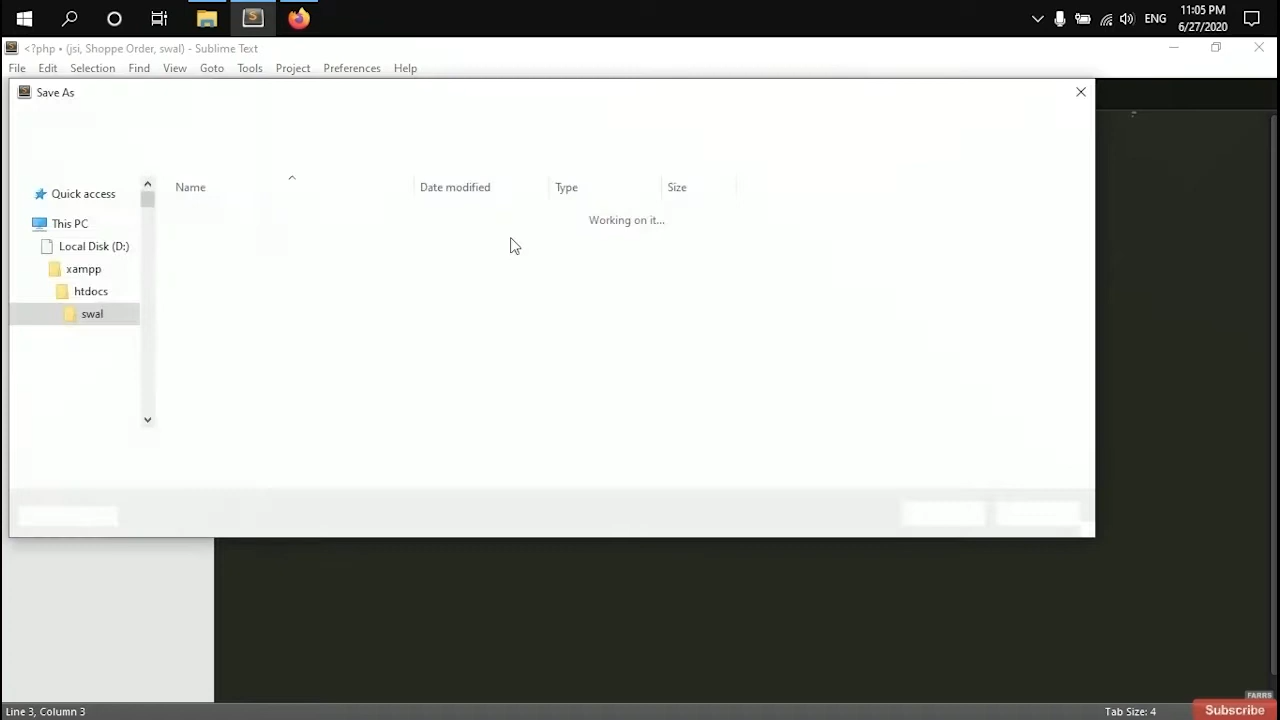 11:05 PM
ENG
6/27/2020
<?php • (jsi, Shoppe Order, swal) - Sublime Text
File Edit Selection Find View Goto Tools Project Preferences Help
Save As
Name Date modified Type Size
Quick access
Working on it...
This PC
Local Disk (D:)
xampp
htdocs
swal
FARRS
Line 3, Column 3
Tab Size: 4
Subscribe